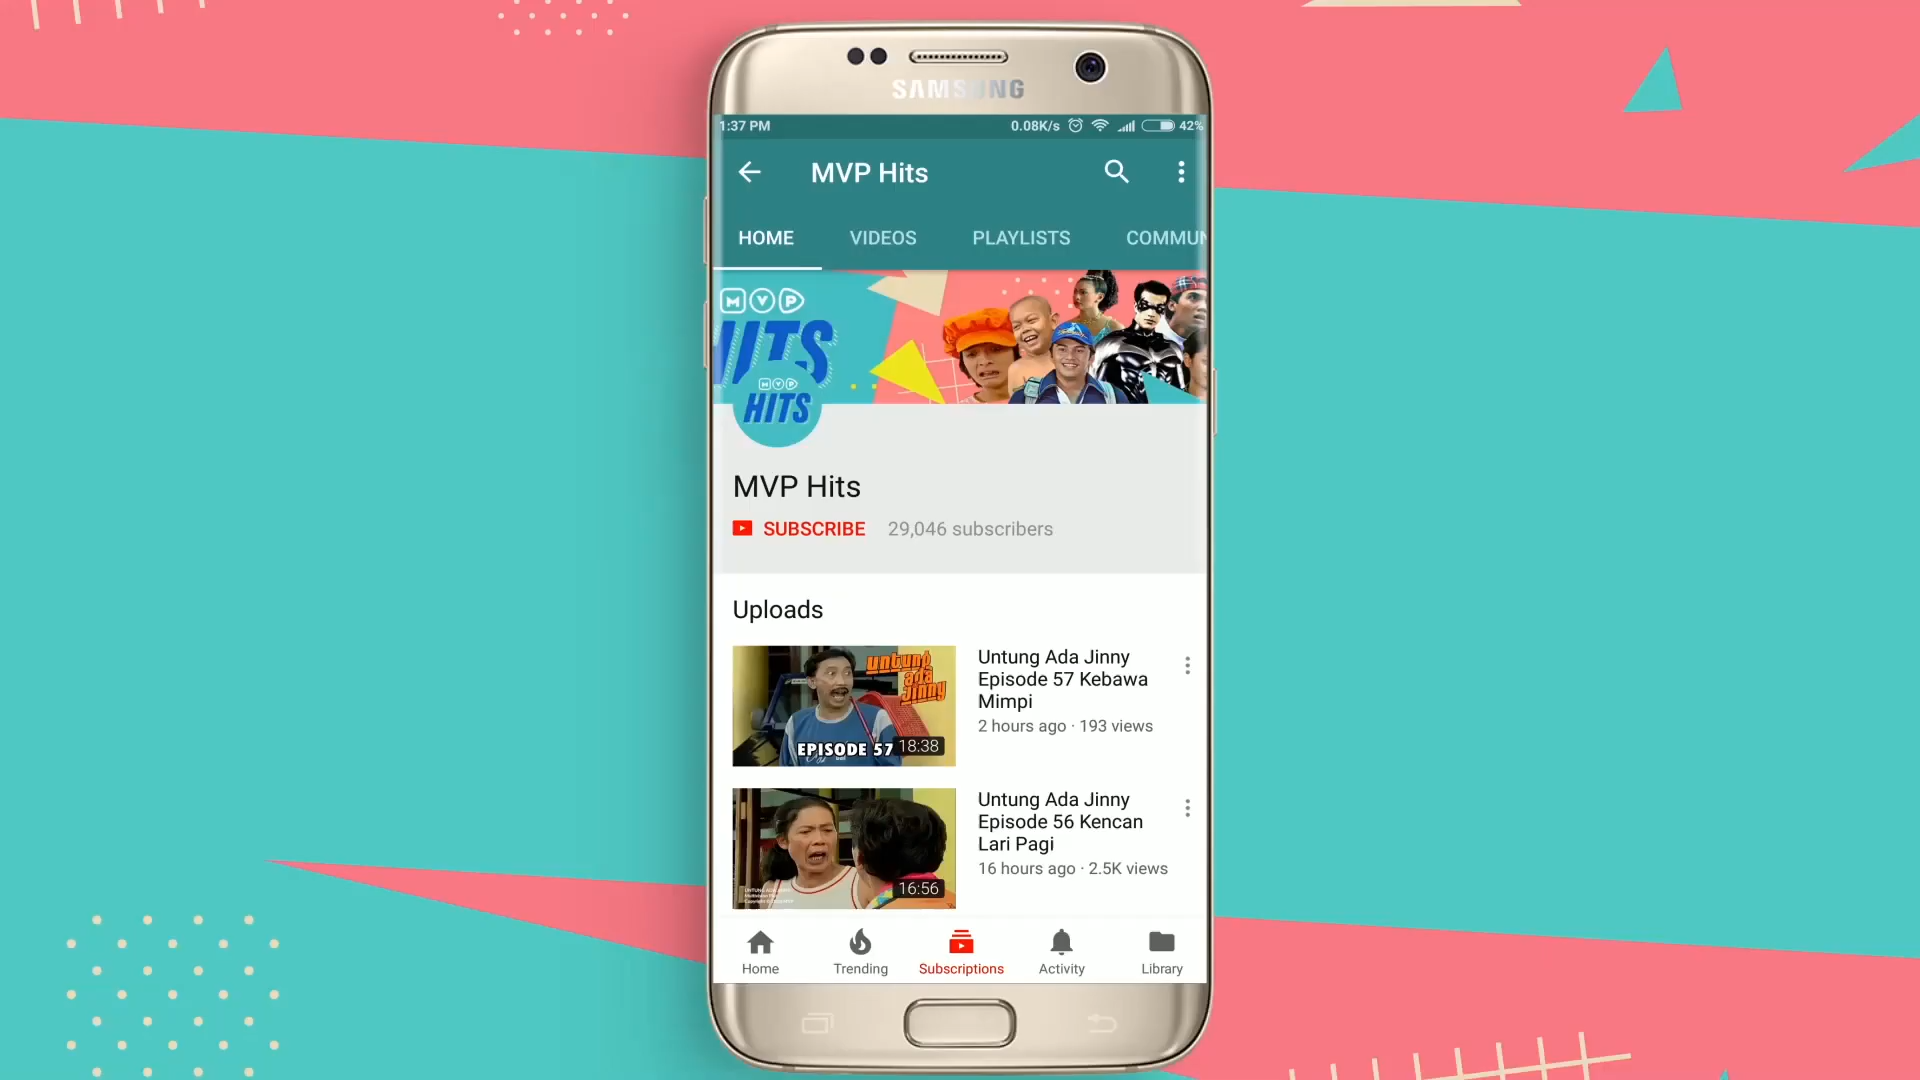 SAMSUNG
1:37 PM 0.08K/s 42%
MVP Hits
HOME VIDEOS PLAYLISTS COMMUN
MVP
HITS
MVP
HITS
MVP Hits
SUBSCRIBE 29,046 subscribers
Uploads
untung
ada
jinny
EPISODE 57 18:38
Untung Ada Jinny
Episode 57 Kebawa
Mimpi
2 hours ago · 193 views
16:56
Untung Ada Jinny
Episode 56 Kencan
Lari Pagi
16 hours ago · 2.5K views
Home Trending Subscriptions Activity Library